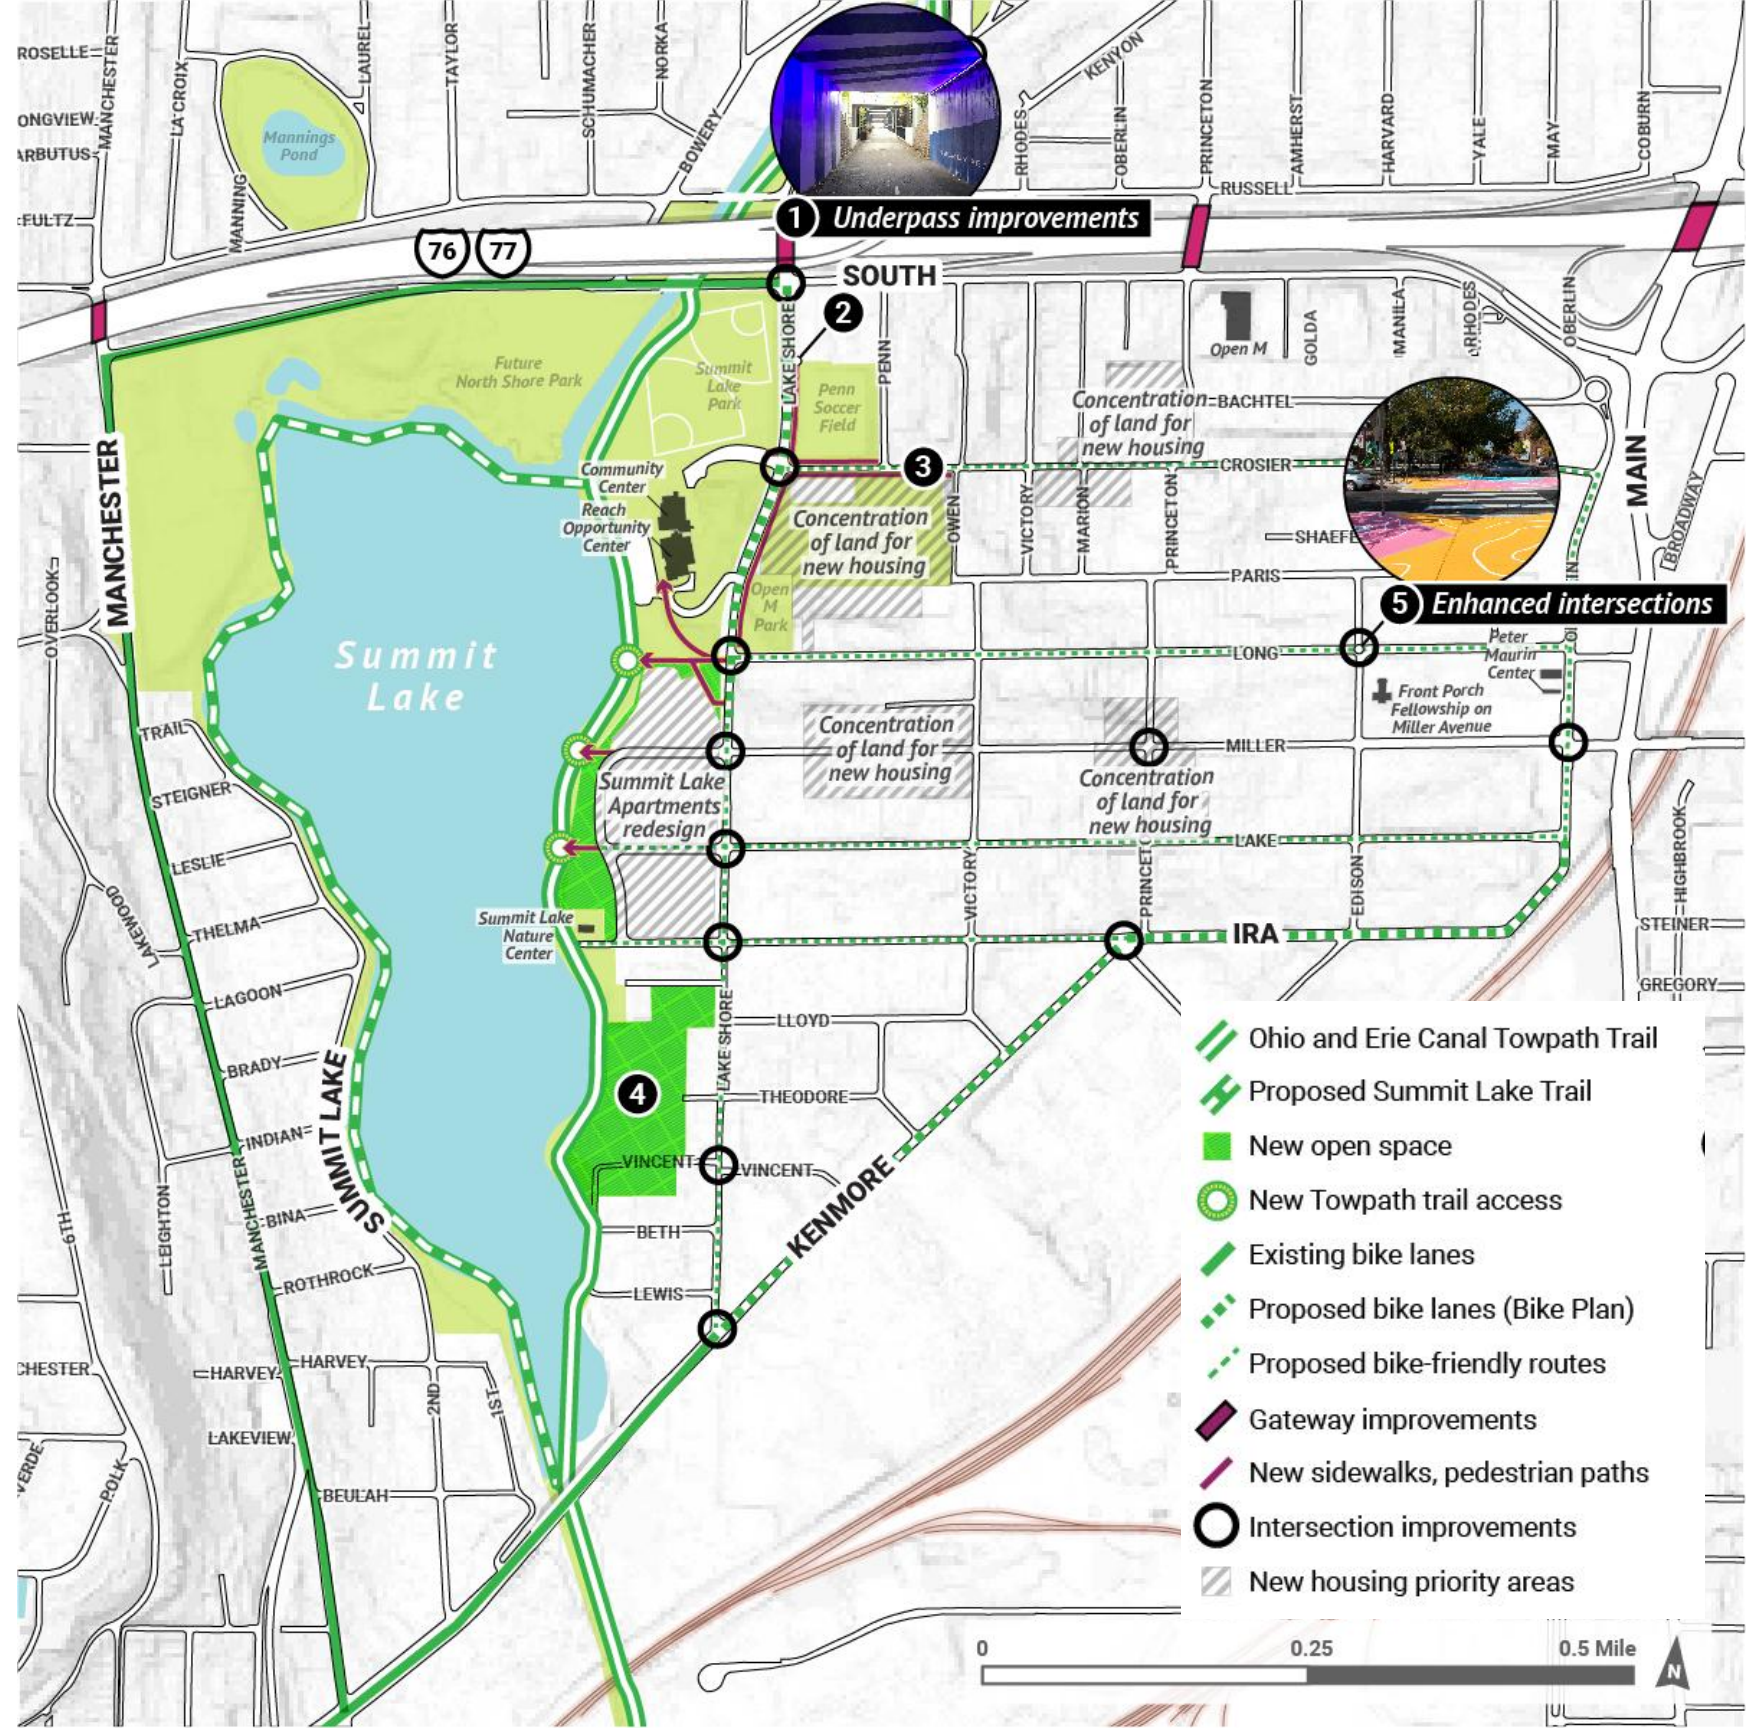 ROSELLE
MANCHESTER
LACROIX
LAUREL
TAYLOR
SCHUMACHER
NORKA
BOWERY
KENYON
RHODES
OBERLIN
PRINCETON
AMHERST
HARVARD
YALE
MAY
COBURN
ONGVIEW
ARBUTUS
FULTZ
MANNING
Mannings
Pond
RUSSELL
1 Underpass improvements
76
77
SOUTH
2
LAKE SHORE
PENN
Open M
GOLDA
MANILA
RHODES
OBERLIN
Future
North Shore Park
Summit
Lake
Park
Penn
Soccer
Field
Concentration
of land for
new housing
BACHTEL
MAIN
BROADWAY
MANCHESTER
Community
Center
Reach
Opportunity
Center
3
CROSIER
Concentration
of land for
new housing
OWEN
VICTORY
MARION
PRINCETON
SHAEFE
PARIS
OVERLOOK
Open
M
Park
5 Enhanced intersections
Summit
Lake
LONG
Peter
Maurin
Center
Front Porch
Fellowship on
Miller Avenue
TRAIL
Concentration
of land for
new housing
MILLER
STEIGNER
Summit Lake
Apartments
redesign
Concentration
of land for
new housing
LAKE
LESLIE
VICTORY
PRINCETO
EDISON
HIGHBROOK
LAKEWOOD
THELMA
Summit Lake
Nature
Center
IRA
STEINER
LAGOON
GREGORY
LAKE SHORE
LLOYD
BRADY
SUMMIT LAKE
4
THEODORE
INDIAN
MANCHESTER
VINCENT
VINCENT
LEIGHTON
6TH
BINA
BETH
KENMORE
ROTHROCK
LEWIS
CHESTER
HARVEY
HARVEY
2ND
1ST
LAKEVIEW
VERDE
POLK
BEULAH
Ohio and Erie Canal Towpath Trail
Proposed Summit Lake Trail
New open space
New Towpath trail access
Existing bike lanes
Proposed bike lanes (Bike Plan)
Proposed bike-friendly routes
Gateway improvements
New sidewalks, pedestrian paths
Intersection improvements
New housing priority areas
0 0.25 0.5 Mile
N